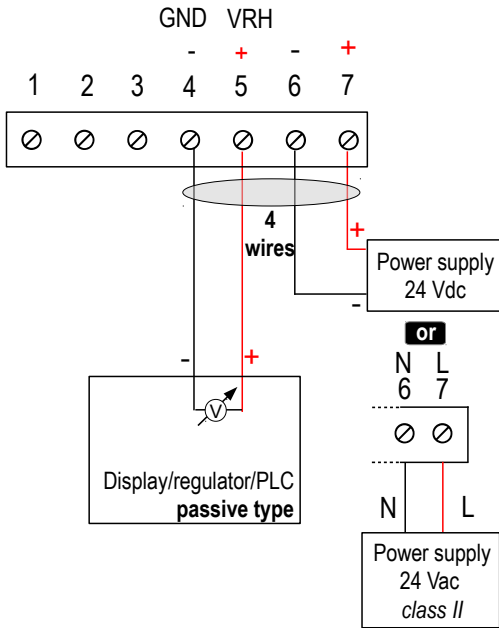 GND VRH
- + - +
1 2 3 4 5 6 7
4
wires
+
Power supply
24 Vdc
-
or
N L
6 7
- +
V
Display/regulator/PLC
passive type
N L
Power supply
24 Vac
class II